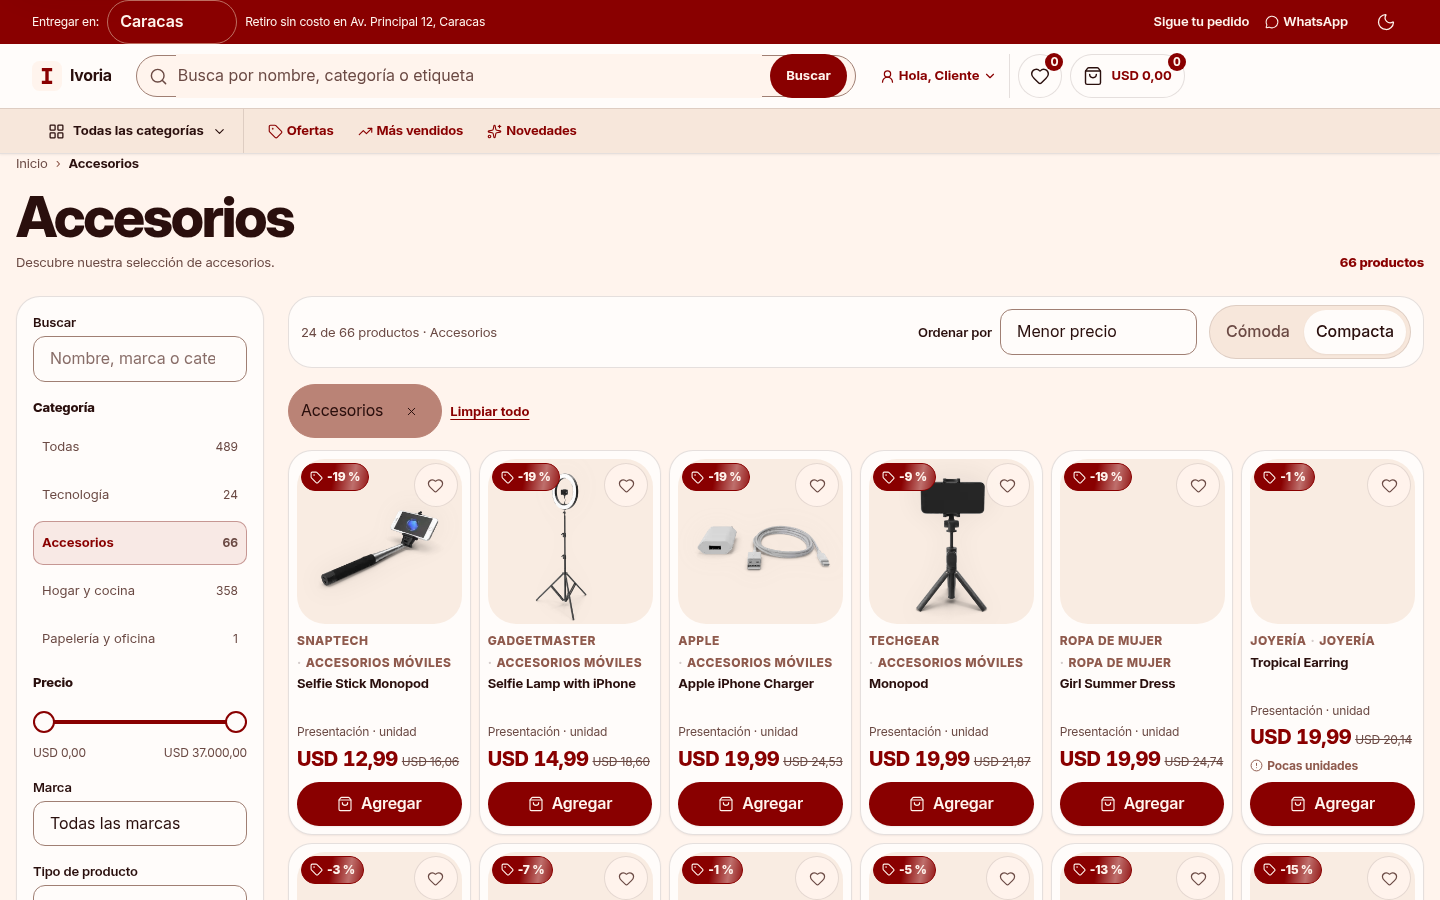 Entregar en: Caracas Retiro sin costo en Av. Principal 12, Caracas Sigue tu pedido WhatsApp
I Ivoria Busca por nombre, categoría o etiqueta Buscar Hola, Cliente 0 USD 0,00 0
Todas las categorías Ofertas Más vendidos Novedades
Inicio › Accesorios
Accesorios
Descubre nuestra selección de accesorios. 66 productos
Buscar
Nombre, marca o cate
Categoría
Todas 489
Tecnología 24
Accesorios 66
Hogar y cocina 358
Papelería y oficina 1
Precio
USD 0,00 USD 37.000,00
Marca
Todas las marcas
Tipo de producto
24 de 66 productos · Accesorios Ordenar por Menor precio Cómoda Compacta
Accesorios × Limpiar todo
-19 % -19 % -19 % -9 % -19 % -1 %
SNAPTECH
· ACCESORIOS MÓVILES
Selfie Stick Monopod
Presentación · unidad
USD 12,99 USD 16,06
Agregar
GADGETMASTER
· ACCESORIOS MÓVILES
Selfie Lamp with iPhone
Presentación · unidad
USD 14,99 USD 18,60
Agregar
APPLE
· ACCESORIOS MÓVILES
Apple iPhone Charger
Presentación · unidad
USD 19,99 USD 24,53
Agregar
TECHGEAR
· ACCESORIOS MÓVILES
Monopod
Presentación · unidad
USD 19,99 USD 21,87
Agregar
ROPA DE MUJER
· ROPA DE MUJER
Girl Summer Dress
Presentación · unidad
USD 19,99 USD 24,74
Agregar
JOYERÍA · JOYERÍA
Tropical Earring
Presentación · unidad
USD 19,99 USD 20,14
Pocas unidades
Agregar
-3 % -7 % -1 % -5 % -13 % -15 %